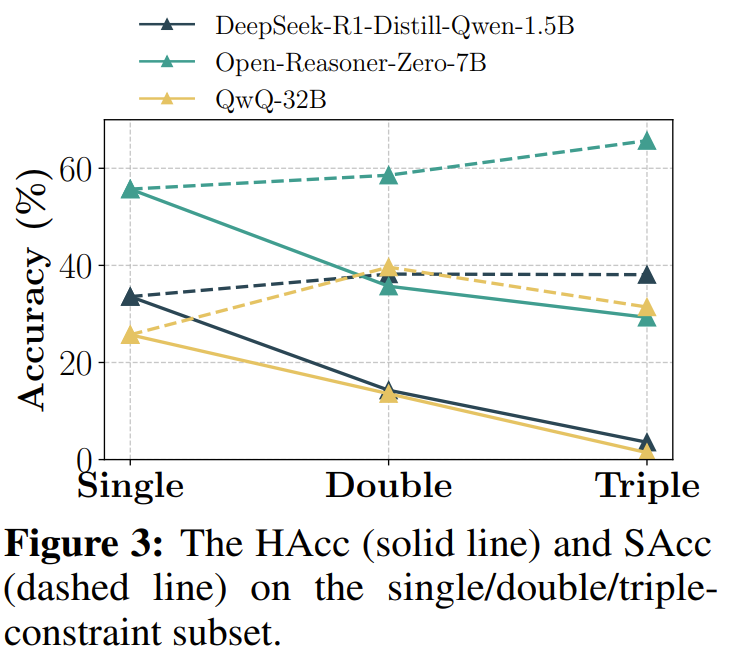 DeepSeek-R1-Distill-Qwen-1.5B
Open-Reasoner-Zero-7B
QwQ-32B
Accuracy (%)
60
40
20
0
Single Double Triple
Figure 3: The HAcc (solid line) and SAcc
(dashed line) on the single/double/triple-
constraint subset.